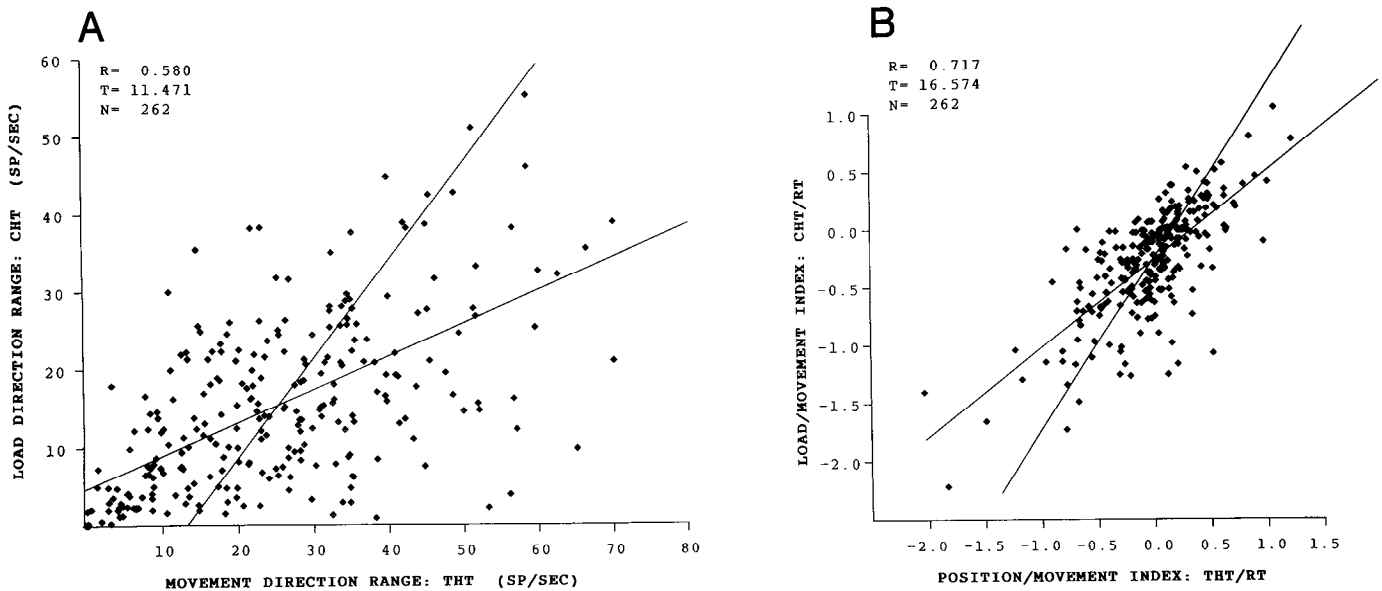 A
R= 0.580
T= 11.471
N= 262
60
50
40
30
20
10
LOAD DIRECTION RANGE: CHT (SP/SEC)
10 20 30 40 50 60 70 80
MOVEMENT DIRECTION RANGE: THT (SP/SEC)
B
R= 0.717
T= 16.574
N= 262
1.0
0.5
0.0
-0.5
-1.0
-1.5
-2.0
LOAD/MOVEMENT INDEX: CHT/RT
-2.0 -1.5 -1.0 -0.5 0.0 0.5 1.0 1.5
POSITION/MOVEMENT INDEX: THT/RT